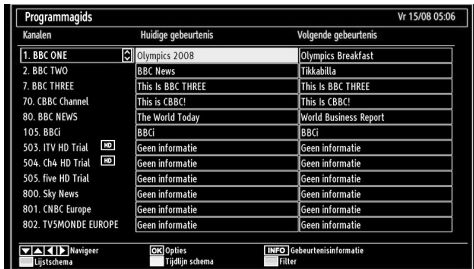 Programmagids Vr 15/08 05:06
Kanalen Huidige gebeurtenis Volgende gebeurtenis
1. BBC ONE Olympics 2008 Olympics Breakfast
2. BBC TWO BBC News Tikkabilla
7. BBC THREE This Is BBC THREE This Is BBC THREE
70. CBBC Channel This is CBBC! This Is CBBC!
80. BBC NEWS The World Today World Business Report
105. BBCi BBCi BBCi
503. ITV HD Trial HD Geen informatie Geen informatie
504. Ch4 HD Trial HD Geen informatie Geen informatie
505. five HD Trial Geen informatie Geen informatie
800. Sky News Geen informatie Geen informatie
801. CNBC Europe Geen informatie Geen informatie
802. TV5MONDE EUROPE Geen informatie Geen informatie
Navigeer OK Opties INFO Gebeurtenisinformatie
Lijstschema Tijdlijn schema Filter